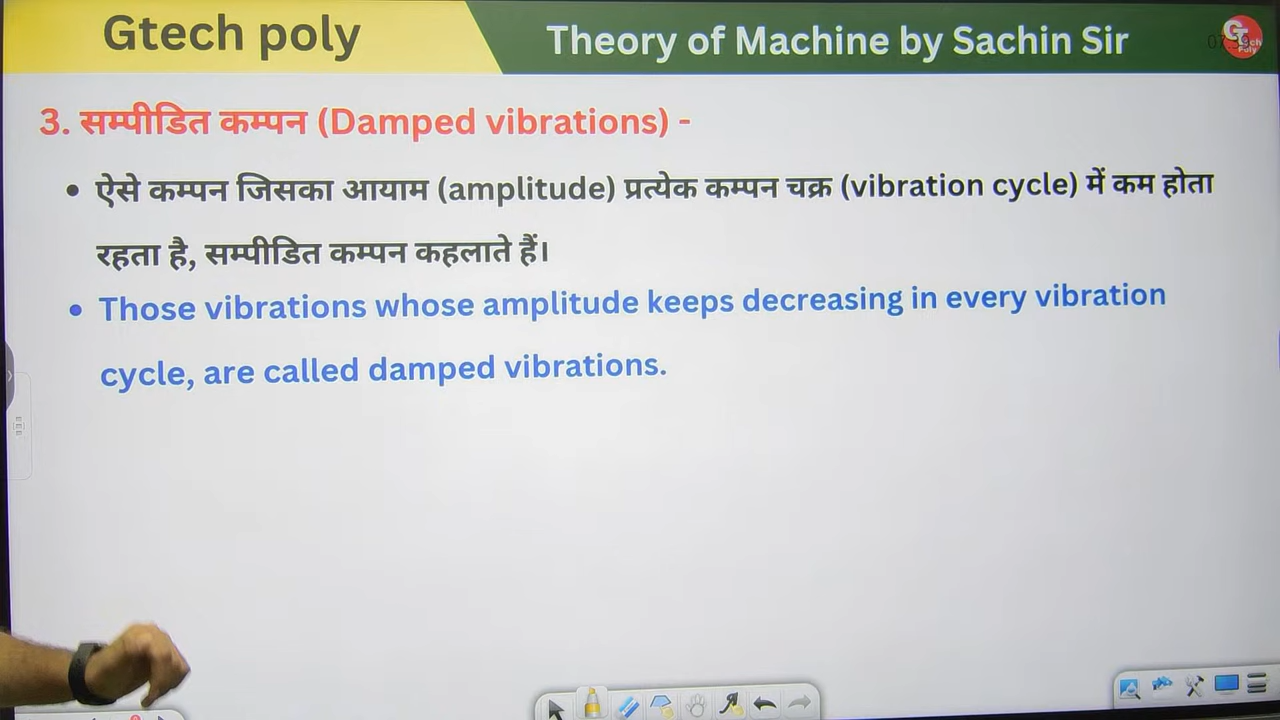 Gtech poly
Theory of Machine by Sachin Sir
3. सम्पीडित कम्पन (Damped vibrations) -
• ऐसे कम्पन जिसका आयाम (amplitude) प्रत्येक कम्पन चक्र (vibration cycle) में कम होता
रहता है, सम्पीडित कम्पन कहलाते हैं।
• Those vibrations whose amplitude keeps decreasing in every vibration
cycle, are called damped vibrations.